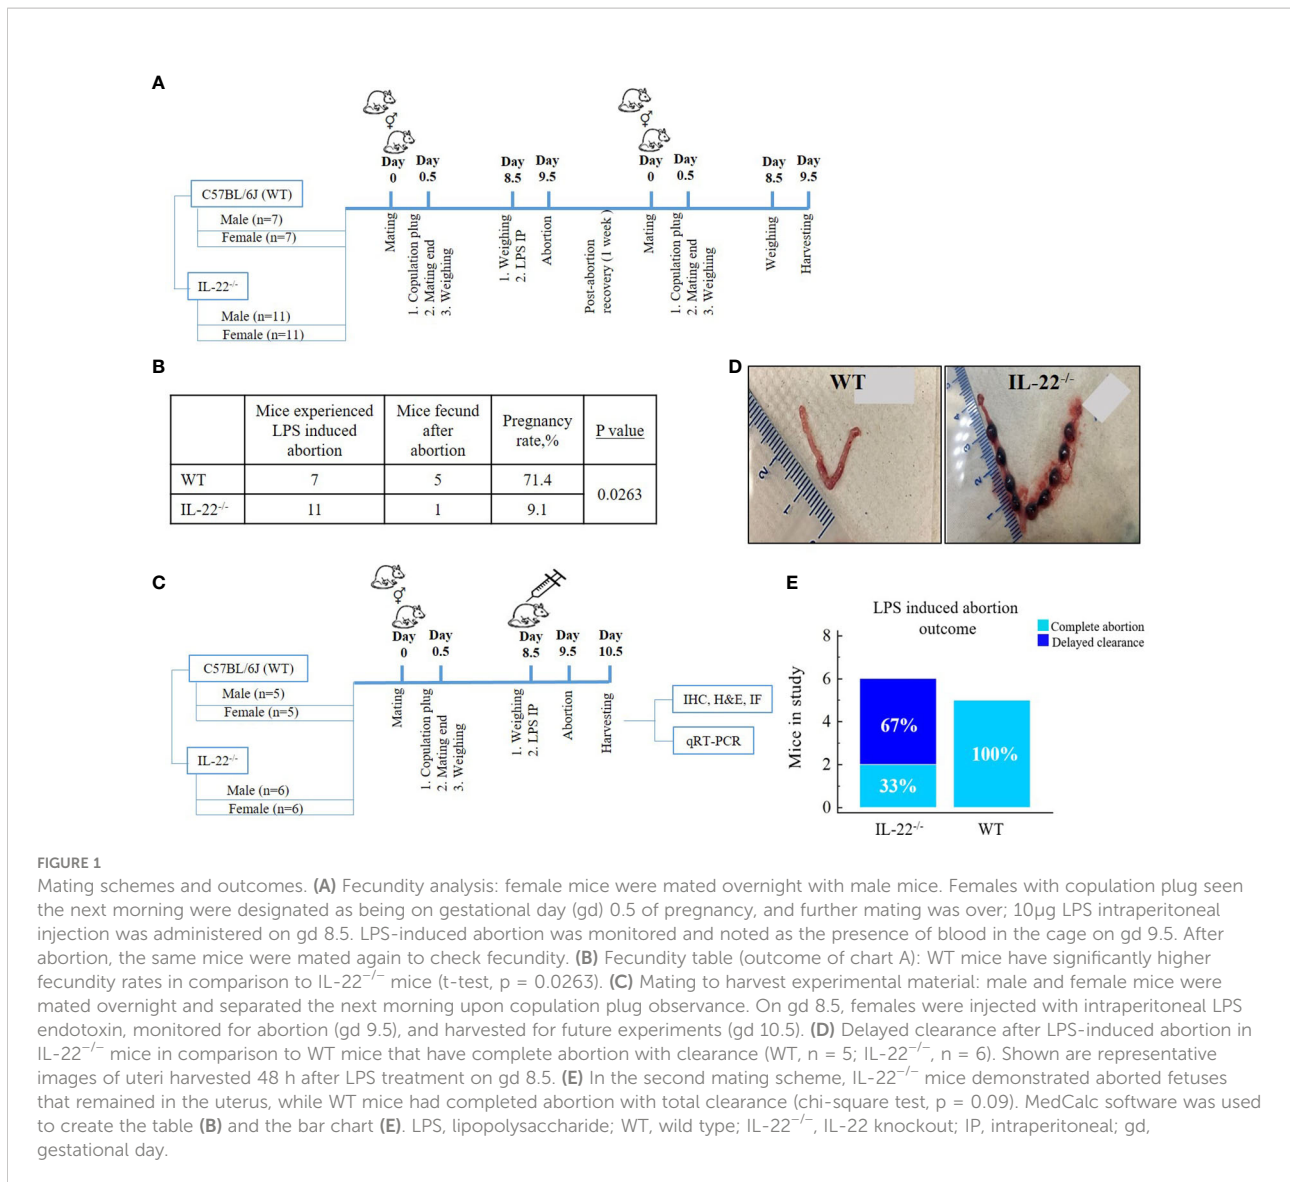 A
Day 0
Day 0.5
Day 8.5
Day 9.5
Day 0
Day 0.5
Day 8.5
Day 9.5
C57BL/6J (WT)
Male (n=7)
Female (n=7)
IL-22-/-
Male (n=11)
Female (n=11)
Mating
1. Copulation plug
2. Mating end
3. Weighing
1. Weighing
2. LPS IP
Abortion
Post-abortion
recovery (1 week )
Mating
1. Copulation plug
2. Mating end
3. Weighing
Weighing
Harvesting
B
Mice experienced LPS induced abortion
Mice fecund after abortion
Pregnancy rate,%
P value
WT 7 5 71.4
0.0263
IL-22-/- 11 1 9.1
D
WT
IL-22-/-
C
Day 0
Day 0.5
Day 8.5
Day 9.5
Day 10.5
C57BL/6J (WT)
Male (n=5)
Female (n=5)
IL-22-/-
Male (n=6)
Female (n=6)
Mating
1. Copulation plug
2. Mating end
3. Weighing
1. Weighing
2. LPS IP
Abortion
Harvesting
IHC, H&E, IF
qRT-PCR
E
LPS induced abortion
outcome
Complete abortion
Delayed clearance
Mice in study
8
6
4
2
0
67%
33%
100%
IL-22-/-
WT
FIGURE 1
Mating schemes and outcomes. (A) Fecundity analysis: female mice were mated overnight with male mice. Females with copulation plug seen
the next morning were designated as being on gestational day (gd) 0.5 of pregnancy, and further mating was over; 10μg LPS intraperitoneal
injection was administered on gd 8.5. LPS-induced abortion was monitored and noted as the presence of blood in the cage on gd 9.5. After
abortion, the same mice were mated again to check fecundity. (B) Fecundity table (outcome of chart A): WT mice have significantly higher
fecundity rates in comparison to IL-22−/− mice (t-test, p = 0.0263). (C) Mating to harvest experimental material: male and female mice were
mated overnight and separated the next morning upon copulation plug observance. On gd 8.5, females were injected with intraperitoneal LPS
endotoxin, monitored for abortion (gd 9.5), and harvested for future experiments (gd 10.5). (D) Delayed clearance after LPS-induced abortion in
IL-22−/− mice in comparison to WT mice that have complete abortion with clearance (WT, n = 5; IL-22−/−, n = 6). Shown are representative
images of uteri harvested 48 h after LPS treatment on gd 8.5. (E) In the second mating scheme, IL-22−/− mice demonstrated aborted fetuses
that remained in the uterus, while WT mice had completed abortion with total clearance (chi-square test, p = 0.09). MedCalc software was used
to create the table (B) and the bar chart (E). LPS, lipopolysaccharide; WT, wild type; IL-22−/−, IL-22 knockout; IP, intraperitoneal; gd,
gestational day.